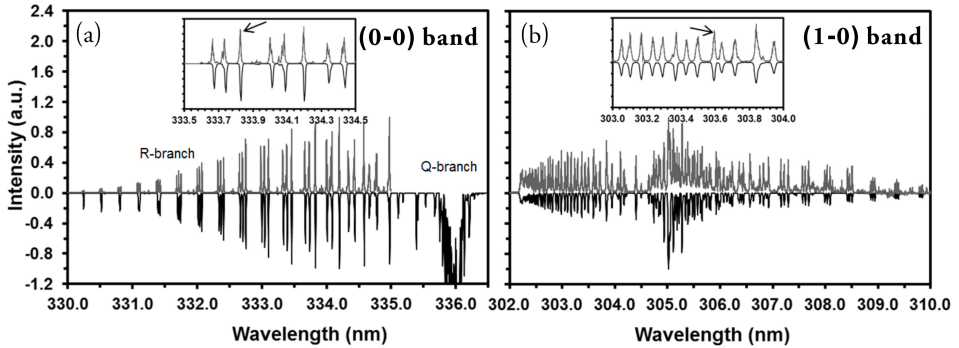 (a)
(0-0) band
2.4
2.0
1.6
1.2
0.8
0.4
0.0
-0.4
-0.8
-1.2
Intensity (a.u.)
333.5 333.7 333.9 334.1 334.3 334.5
R-branch
Q-branch
330.0 331.0 332.0 333.0 334.0 335.0 336.0
Wavelength (nm)
(b)
(1-0) band
303.0 303.2 303.4 303.6 303.8 304.0
302.0 303.0 304.0 305.0 306.0 307.0 308.0 309.0 310.0
Wavelength (nm)